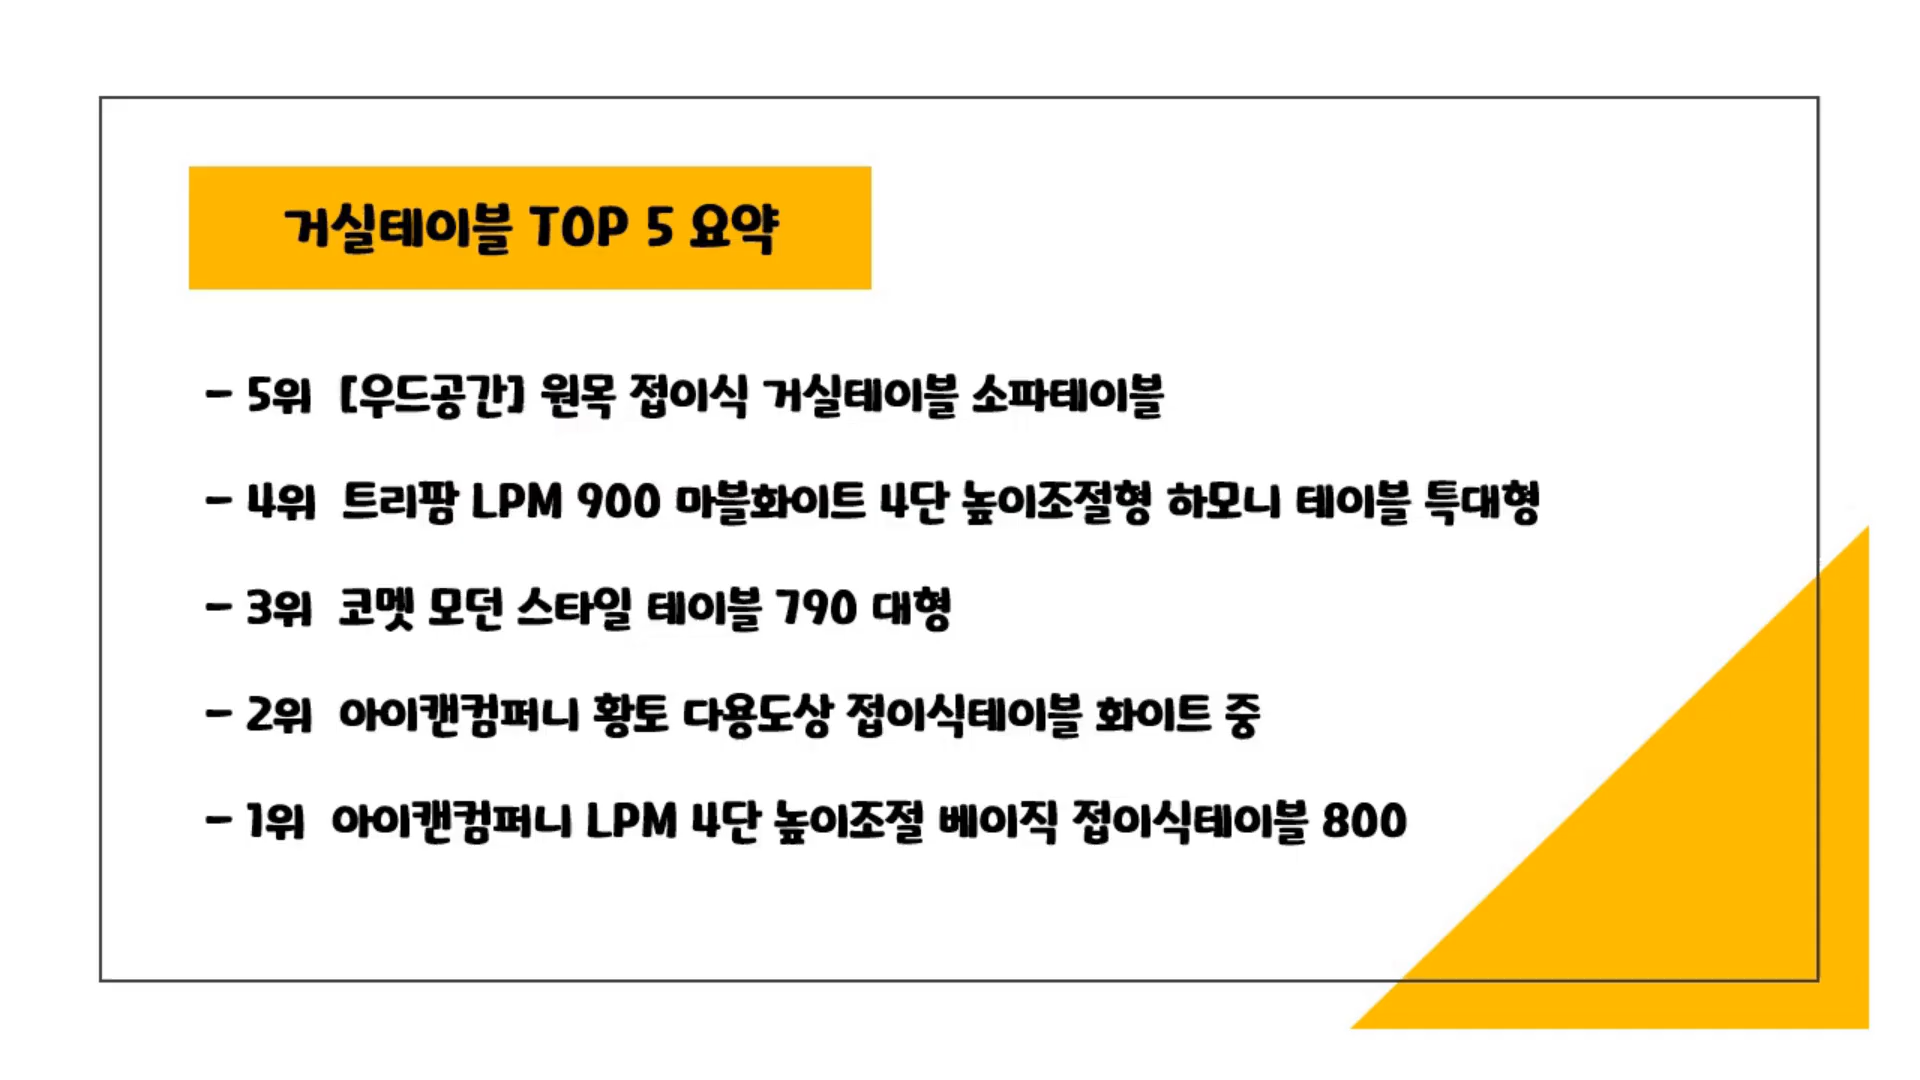 거실테이블 TOP 5 요약
- 5위 [우드공간] 원목 접이식 거실테이블 소파테이블
- 4위 트리팜 LPM 900 마블화이트 4단 높이조절형 하모니 테이블 특대형
- 3위 코멧 모던 스타일 테이블 790 대형
- 2위 아이캔컴퍼니 황토 다용도상 접이식테이블 화이트 중
- 1위 아이캔컴퍼니 LPM 4단 높이조절 베이직 접이식테이블 800